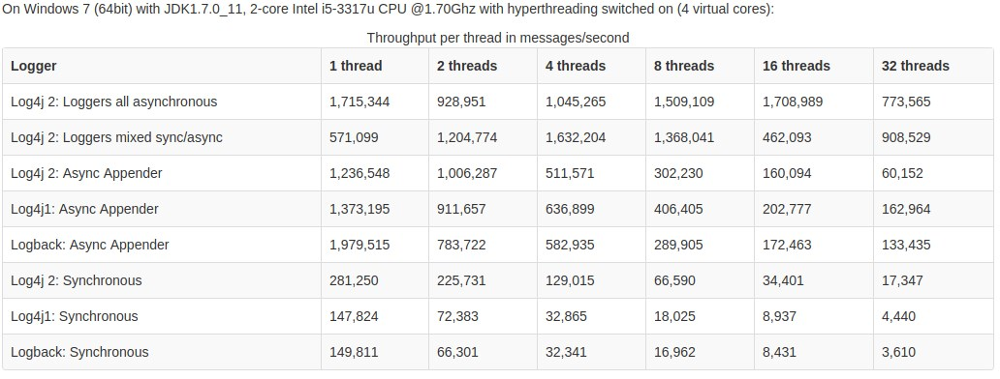 On Windows 7 (64bit) with JDK1.7.0_11, 2-core Intel i5-3317u CPU @1.70Ghz with hyperthreading switched on (4 virtual cores):
Throughput per thread in messages/second
Logger 1 thread 2 threads 4 threads 8 threads 16 threads 32 threads
Log4j 2: Loggers all asynchronous 1,715,344 928,951 1,045,265 1,509,109 1,708,989 773,565
Log4j 2: Loggers mixed sync/async 571,099 1,204,774 1,632,204 1,368,041 462,093 908,529
Log4j 2: Async Appender 1,236,548 1,006,287 511,571 302,230 160,094 60,152
Log4j1: Async Appender 1,373,195 911,657 636,899 406,405 202,777 162,964
Logback: Async Appender 1,979,515 783,722 582,935 289,905 172,463 133,435
Log4j 2: Synchronous 281,250 225,731 129,015 66,590 34,401 17,347
Log4j1: Synchronous 147,824 72,383 32,865 18,025 8,937 4,440
Logback: Synchronous 149,811 66,301 32,341 16,962 8,431 3,610